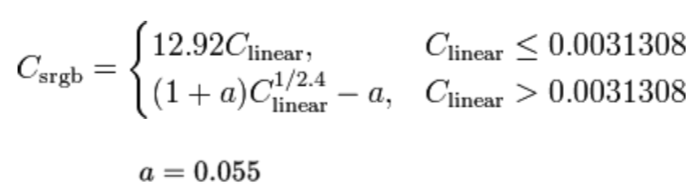 C_srgb = { 12.92C_linear, C_linear ≤ 0.0031308
(1 + a)C_linear^{1/2.4} − a, C_linear > 0.0031308
a = 0.055